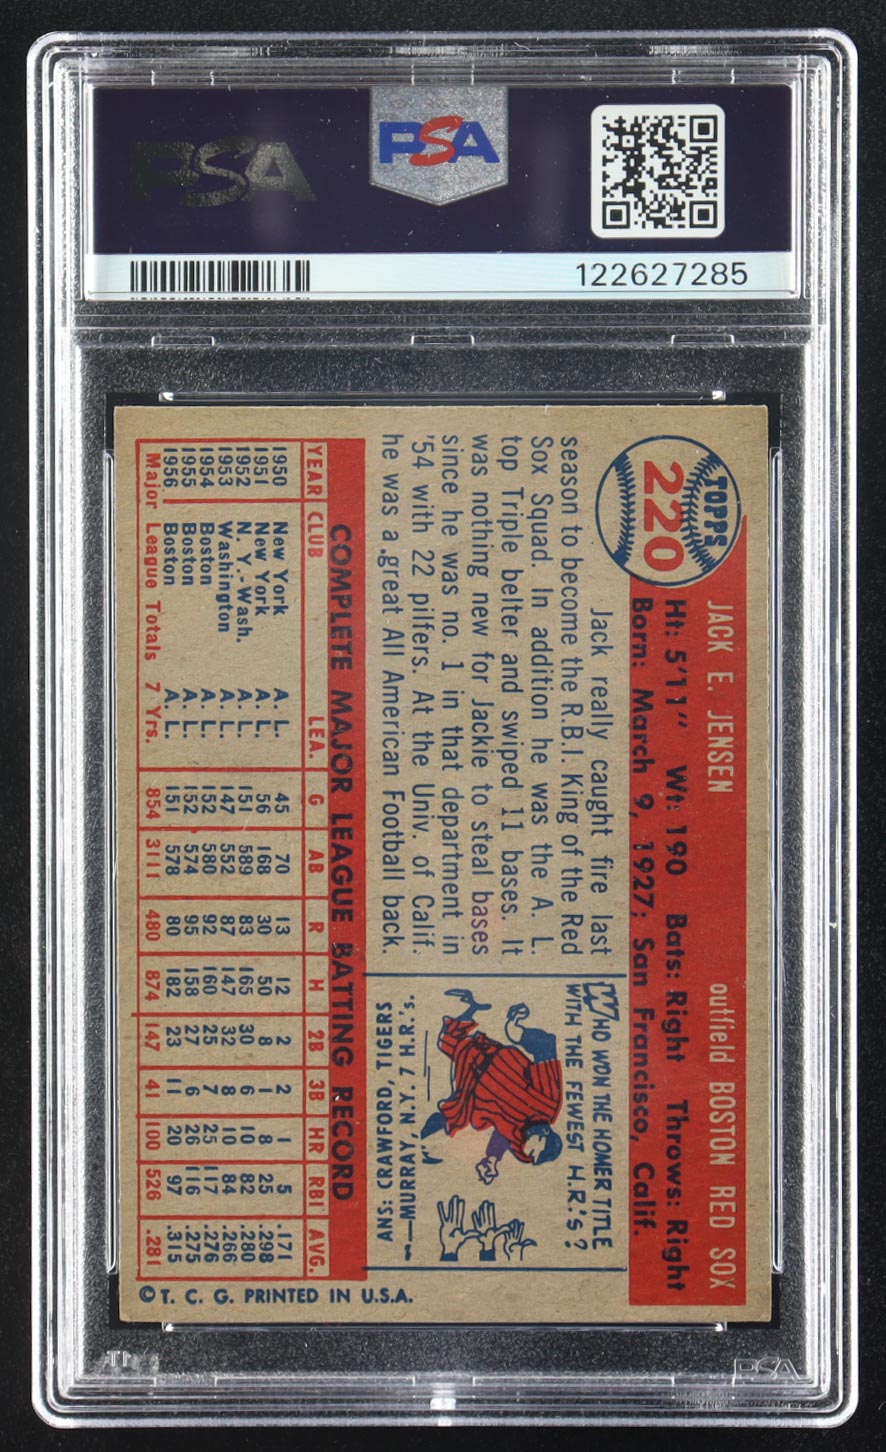 PSA
PSA
122627285
TOPPS
220
JACK E. JENSEN outfield BOSTON RED SOX
Ht: 5'11" Wt: 190 Bats: Right Throws: Right
Born: March 9, 1927; San Francisco, Calif.
Jack really caught fire last
season to become the R.B.I. King of the Red
Sox Squad. In addition he was the A. L.
top Triple belter and swiped 11 bases. It
was nothing new for Jackie to steal bases
since he was no. 1 in that department in
'54 with 22 pilfers. At the Univ. of Calif.
he was a great All American Football back.
WHO WON THE HOMER TITLE
WITH THE FEWEST H.R.'s?
ANS: CRAWFORD, TIGERS
—MURRAY, N.Y. 7 H.R.'s.
COMPLETE MAJOR LEAGUE BATTING RECORD
YEAR CLUB LEA. G AB R H 2B 3B HR RBI AVG.
1950 New York A. L. 45 70 13 12 2 2 1 5 .171
1951 New York A. L. 56 168 30 50 8 1 8 25 .298
1952 N. Y.-Wash. A. L. 151 589 83 165 30 6 10 82 .280
1953 Washington A. L. 147 552 87 147 32 8 10 84 .266
1954 Boston A. L. 152 580 92 160 25 7 25 117 .276
1955 Boston A. L. 152 574 95 158 27 6 26 116 .275
1956 Boston A. L. 151 578 80 182 23 11 20 97 .315
Major League Totals 7 Yrs. 854 3111 480 874 147 41 100 526 .281
© T. C. G. PRINTED IN U.S.A.
PSA